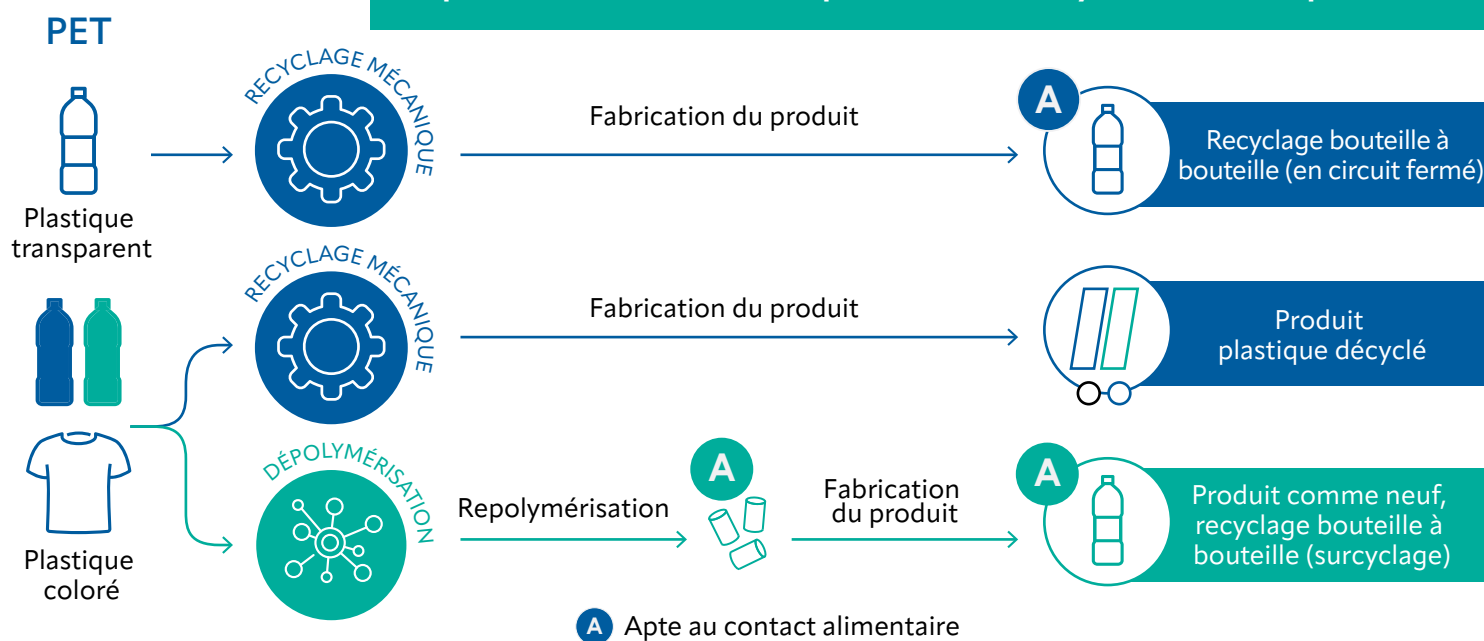 PET
RECYCLAGE MÉCANIQUE
Fabrication du produit
A
Recyclage bouteille à
bouteille (en circuit fermé)
Plastique
transparent
RECYCLAGE MÉCANIQUE
Fabrication du produit
Produit
plastique décyclé
DÉPOLYMÉRISATION
Repolymérisation
A
Fabrication
du produit
A
Produit comme neuf,
recyclage bouteille à
bouteille (surcyclage)
Plastique
coloré
A Apte au contact alimentaire